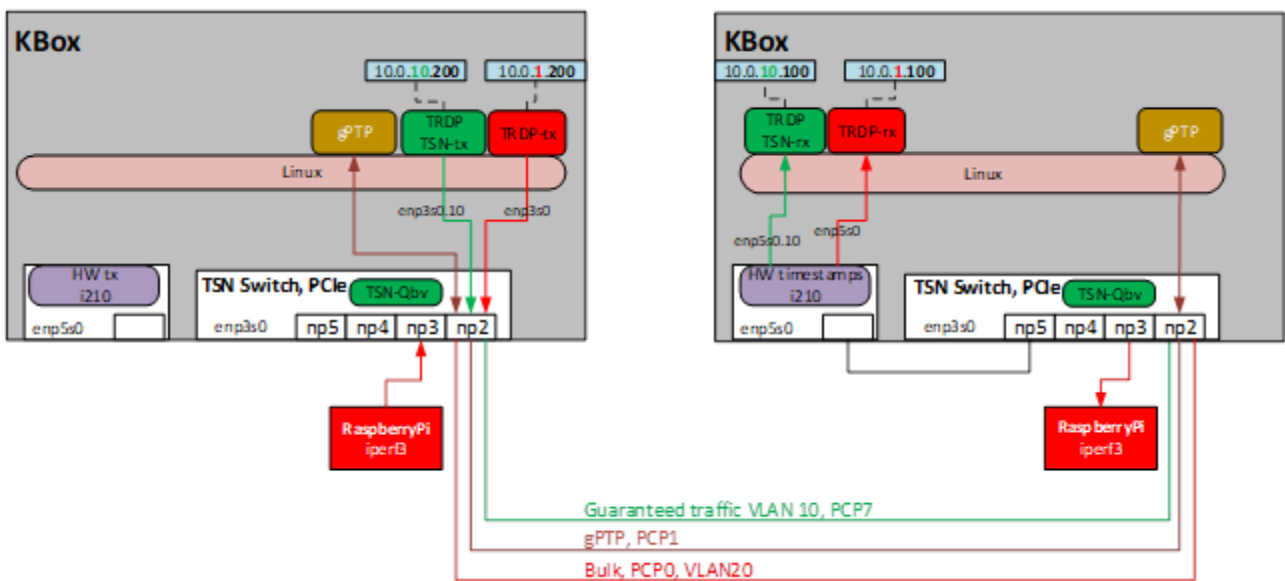 KBox
10.0.10.200
10.0.1.200
gPTP
TRDP
TSN-tx
TRDP-tx
Linux
enp3s0.10
enp3s0
HW tx
i210
enp5s0
TSN Switch, PCIe
TSN-Qbv
enp3s0
np5
np4
np3
np2
RaspberryPi
iperf3
KBox
10.0.10.100
10.0.1.100
TRDP
TSN-rx
TRDP-rx
gPTP
Linux
enp5s0.10
enp5s0
HW timestamps
i210
enp5s0
TSN Switch, PCIe
TSN-Qbv
enp3s0
np5
np4
np3
np2
RaspberryPi
iperf3
Guaranteed traffic VLAN 10, PCP7
gPTP, PCP1
Bulk, PCP0, VLAN20